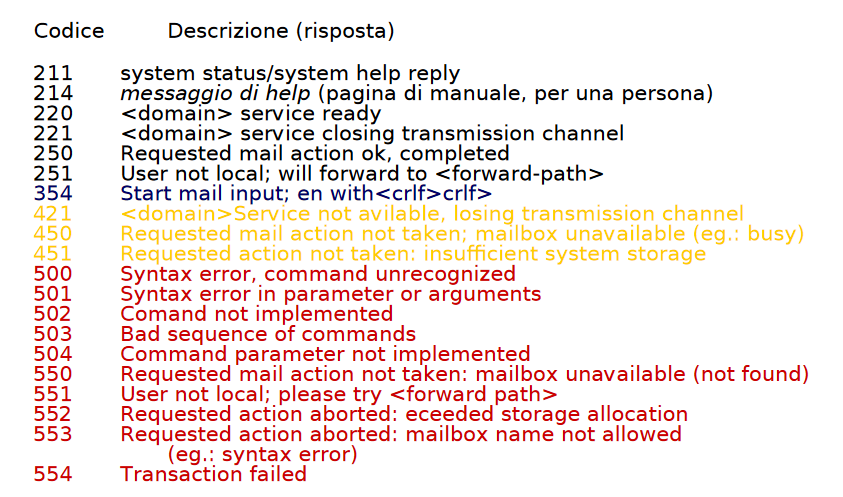 Codice Descrizione (risposta)
211 system status/system help reply
214 messaggio di help (pagina di manuale, per una persona)
220 <domain> service ready
221 <domain> service closing transmission channel
250 Requested mail action ok, completed
251 User not local; will forward to <forward-path>
354 Start mail input; en with<crlf>crlf>
421 <domain>Service not avilable, losing transmission channel
450 Requested mail action not taken; mailbox unavailable (eg.: busy)
451 Requested action not taken: insufficient system storage
500 Syntax error, command unrecognized
501 Syntax error in parameter or arguments
502 Comand not implemented
503 Bad sequence of commands
504 Command parameter not implemented
550 Requested mail action not taken: mailbox unavailable (not found)
551 User not local; please try <forward path>
552 Requested action aborted: eceeded storage allocation
553 Requested action aborted: mailbox name not allowed
(eg.: syntax error)
554 Transaction failed